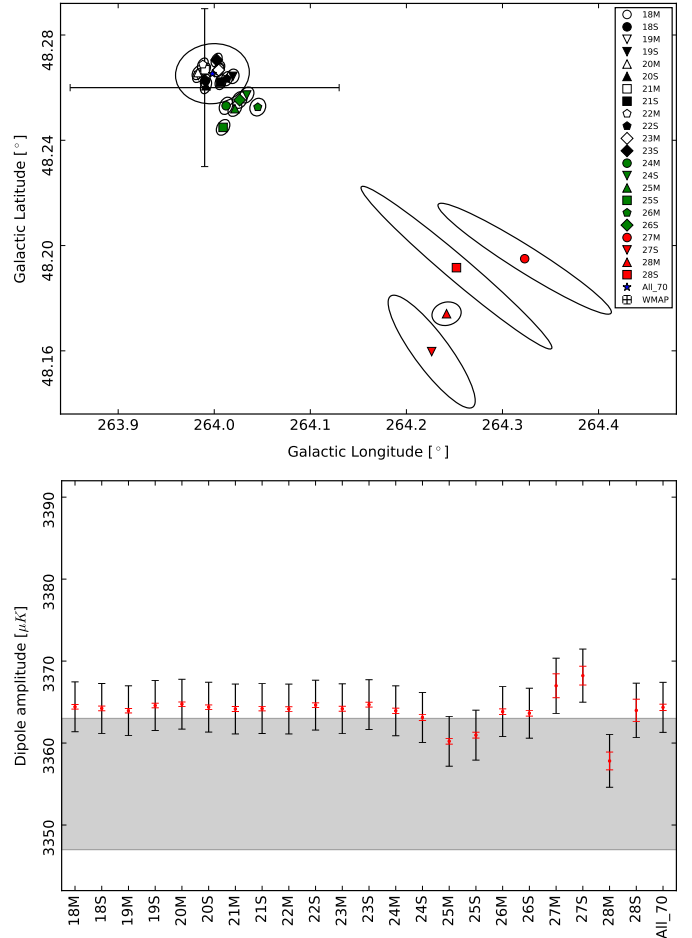 48.28
48.24
48.20
48.16
Galactic Latitude [°]
263.9 264.0 264.1 264.2 264.3 264.4
Galactic Longitude [°]
18M
18S
19M
19S
20M
20S
21M
21S
22M
22S
23M
23S
24M
24S
25M
25S
26M
26S
27M
27S
28M
28S
All_70
WMAP
3390
3380
3370
3360
3350
Dipole amplitude [μK]
18M 18S 19M 19S 20M 20S 21M 21S 22M 22S 23M 23S 24M 24S 25M 25S 26M 26S 27M 27S 28M 28S All_70